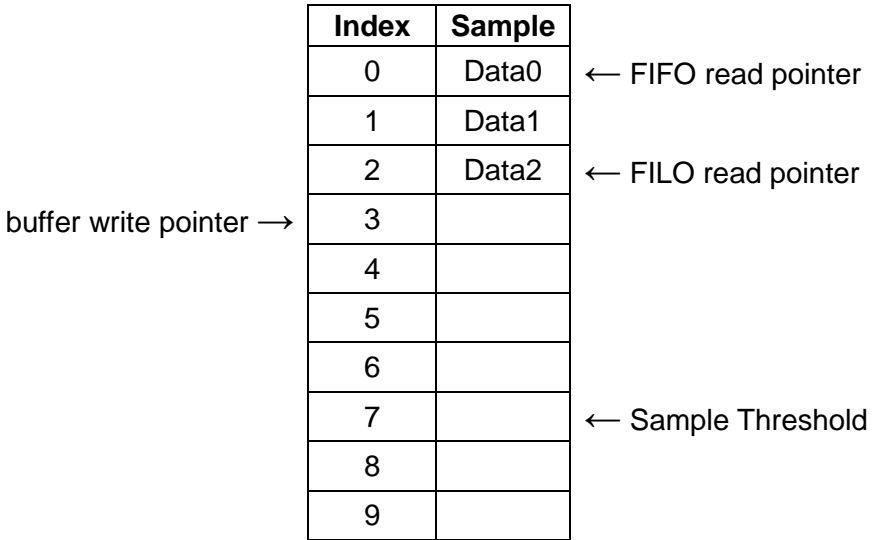 Index Sample
0 Data0 ← FIFO read pointer
1 Data1
2 Data2 ← FILO read pointer
buffer write pointer → 3
4
5
6
7 ← Sample Threshold
8
9